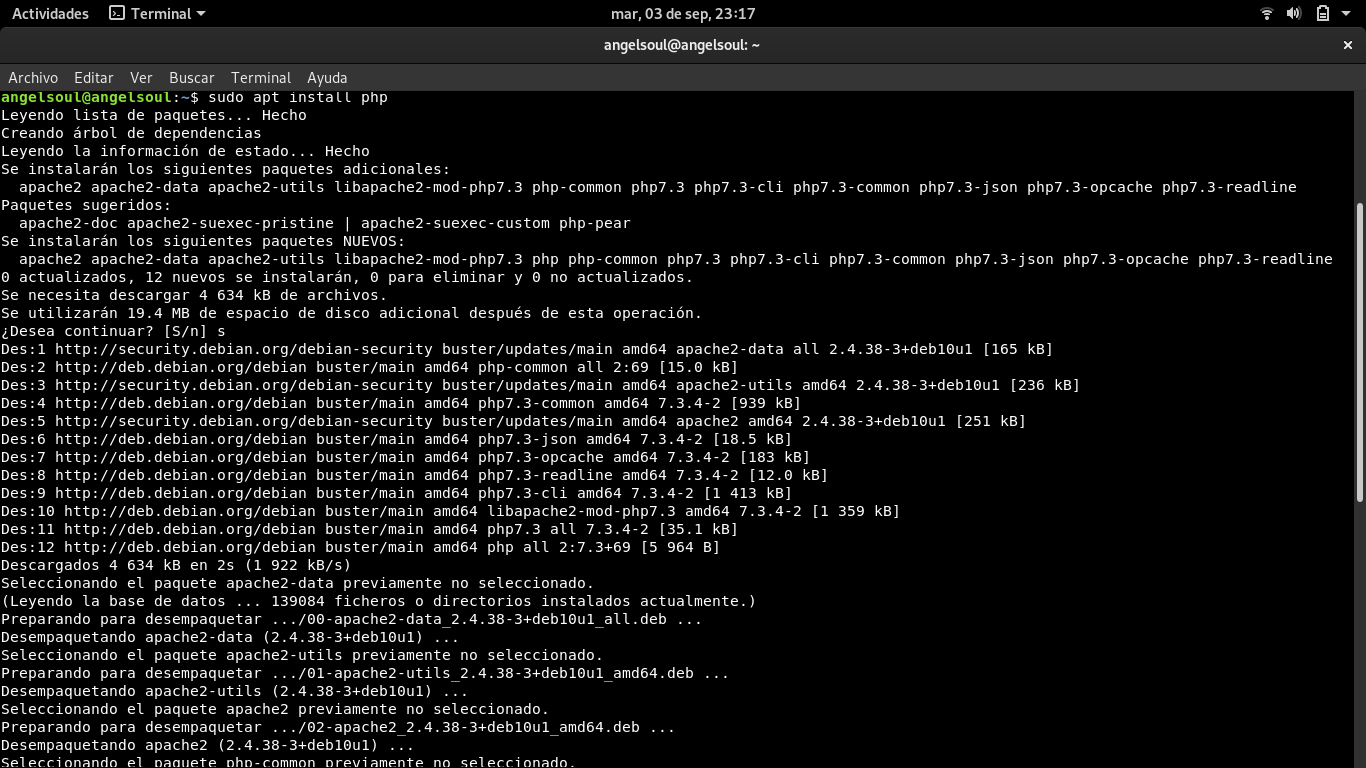 Actividades Terminal mar, 03 de sep, 23:17
angelsoul@angelsoul: ~ ×
Archivo Editar Ver Buscar Terminal Ayuda
angelsoul@angelsoul:~$ sudo apt install php
Leyendo lista de paquetes... Hecho
Creando árbol de dependencias
Leyendo la información de estado... Hecho
Se instalarán los siguientes paquetes adicionales:
  apache2 apache2-data apache2-utils libapache2-mod-php7.3 php-common php7.3 php7.3-cli php7.3-common php7.3-json php7.3-opcache php7.3-readline
Paquetes sugeridos:
  apache2-doc apache2-suexec-pristine | apache2-suexec-custom php-pear
Se instalarán los siguientes paquetes NUEVOS:
  apache2 apache2-data apache2-utils libapache2-mod-php7.3 php php-common php7.3 php7.3-cli php7.3-common php7.3-json php7.3-opcache php7.3-readline
0 actualizados, 12 nuevos se instalarán, 0 para eliminar y 0 no actualizados.
Se necesita descargar 4 634 kB de archivos.
Se utilizarán 19.4 MB de espacio de disco adicional después de esta operación.
¿Desea continuar? [S/n] s
Des:1 http://security.debian.org/debian-security buster/updates/main amd64 apache2-data all 2.4.38-3+deb10u1 [165 kB]
Des:2 http://deb.debian.org/debian buster/main amd64 php-common all 2:69 [15.0 kB]
Des:3 http://security.debian.org/debian-security buster/updates/main amd64 apache2-utils amd64 2.4.38-3+deb10u1 [236 kB]
Des:4 http://deb.debian.org/debian buster/main amd64 php7.3-common amd64 7.3.4-2 [939 kB]
Des:5 http://security.debian.org/debian-security buster/updates/main amd64 apache2 amd64 2.4.38-3+deb10u1 [251 kB]
Des:6 http://deb.debian.org/debian buster/main amd64 php7.3-json amd64 7.3.4-2 [18.5 kB]
Des:7 http://deb.debian.org/debian buster/main amd64 php7.3-opcache amd64 7.3.4-2 [183 kB]
Des:8 http://deb.debian.org/debian buster/main amd64 php7.3-readline amd64 7.3.4-2 [12.0 kB]
Des:9 http://deb.debian.org/debian buster/main amd64 php7.3-cli amd64 7.3.4-2 [1 413 kB]
Des:10 http://deb.debian.org/debian buster/main amd64 libapache2-mod-php7.3 amd64 7.3.4-2 [1 359 kB]
Des:11 http://deb.debian.org/debian buster/main amd64 php7.3 all 7.3.4-2 [35.1 kB]
Des:12 http://deb.debian.org/debian buster/main amd64 php all 2:7.3+69 [5 964 B]
Descargados 4 634 kB en 2s (1 922 kB/s)
Seleccionando el paquete apache2-data previamente no seleccionado.
(Leyendo la base de datos ... 139084 ficheros o directorios instalados actualmente.)
Preparando para desempaquetar .../00-apache2-data_2.4.38-3+deb10u1_all.deb ...
Desempaquetando apache2-data (2.4.38-3+deb10u1) ...
Seleccionando el paquete apache2-utils previamente no seleccionado.
Preparando para desempaquetar .../01-apache2-utils_2.4.38-3+deb10u1_amd64.deb ...
Desempaquetando apache2-utils (2.4.38-3+deb10u1) ...
Seleccionando el paquete apache2 previamente no seleccionado.
Preparando para desempaquetar .../02-apache2_2.4.38-3+deb10u1_amd64.deb ...
Desempaquetando apache2 (2.4.38-3+deb10u1) ...
Seleccionando el paquete php-common previamente no seleccionado.